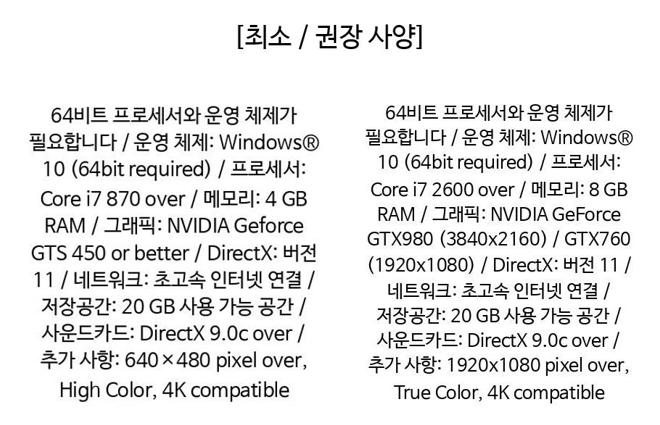 [최소 / 권장 사양]
64비트 프로세서와 운영 체제가
필요합니다 / 운영 체제: Windows®
10 (64bit required) / 프로세서:
Core i7 870 over / 메모리: 4 GB
RAM / 그래픽: NVIDIA Geforce
GTS 450 or better / DirectX: 버전
11 / 네트워크: 초고속 인터넷 연결 /
저장공간: 20 GB 사용 가능 공간 /
사운드카드: DirectX 9.0c over /
추가 사항: 640×480 pixel over,
High Color, 4K compatible
64비트 프로세서와 운영 체제가
필요합니다 / 운영 체제: Windows®
10 (64bit required) / 프로세서:
Core i7 2600 over / 메모리: 8 GB
RAM / 그래픽: NVIDIA GeForce
GTX980 (3840x2160) / GTX760
(1920x1080) / DirectX: 버전 11 /
네트워크: 초고속 인터넷 연결 /
저장공간: 20 GB 사용 가능 공간 /
사운드카드: DirectX 9.0c over /
추가 사항: 1920x1080 pixel over,
True Color, 4K compatible